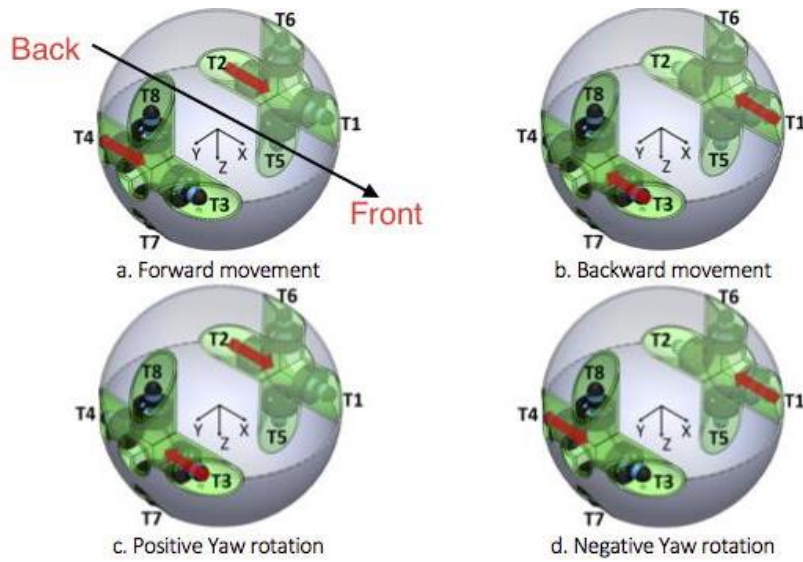 T6
Back
T2
T8
T4
T1
Y
Z
X
T5
T3
Front
T7
a. Forward movement
T6
T2
T8
T4
T1
Y
Z
X
T5
T3
T7
b. Backward movement
T6
T2
T8
T4
T1
Y
Z
X
T5
T3
T7
c. Positive Yaw rotation
T6
T2
T8
T4
T1
Y
Z
X
T5
T3
T7
d. Negative Yaw rotation